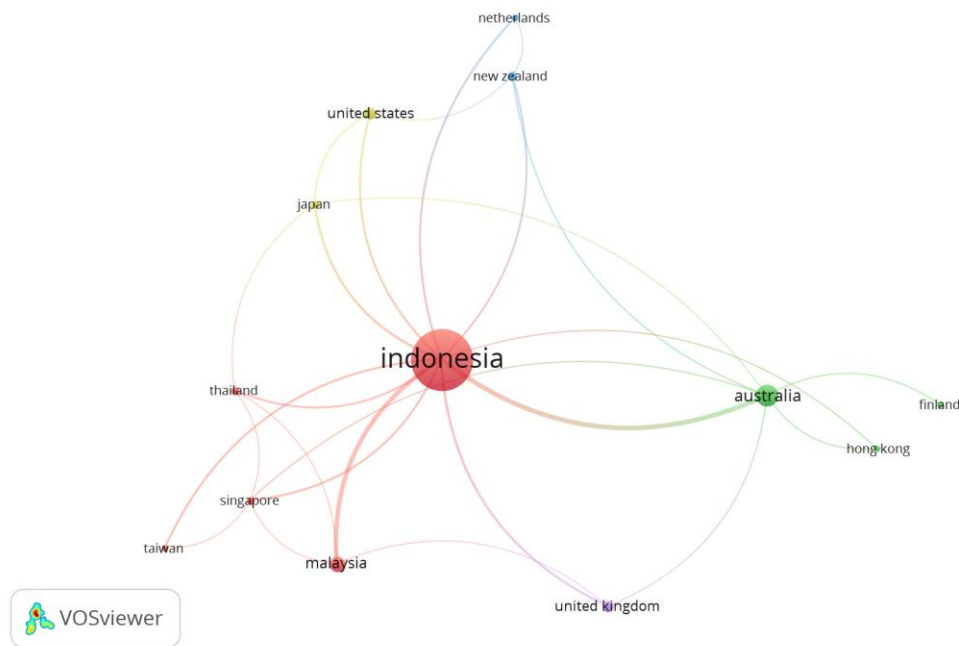 netherlands
new zealand
united states
japan
indonesia
thailand
australia
finland
hong kong
singapore
taiwan
malaysia
united kingdom
VOSviewer